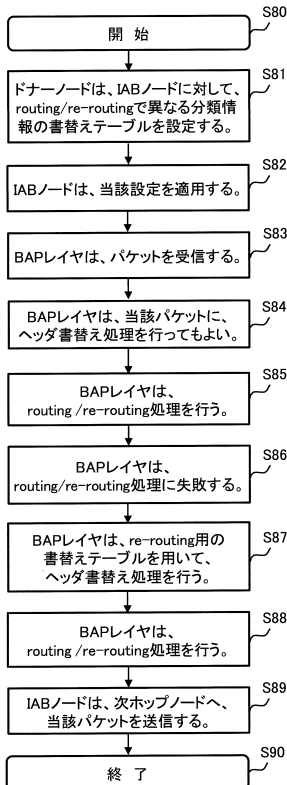 S80
開 始
S81
ドナーノードは、IABノードに対して、
routing/re-routingで異なる分類情
報の書替えテーブルを設定する。
S82
IABノードは、当該設定を適用する。
S83
BAPレイヤは、パケットを受信する。
S84
BAPレイヤは、当該パケットに、
ヘッダ書替え処理を行ってもよい。
S85
BAPレイヤは、
routing /re-routing処理を行う。
S86
BAPレイヤは、
routing/re-routing処理に失敗する。
S87
BAPレイヤは、re-routing用の
書替えテーブルを用いて、
ヘッダ書替え処理を行う。
S88
BAPレイヤは、
routing /re-routing処理を行う。
S89
IABノードは、次ホップノードへ、
当該パケットを送信する。
S90
終 了